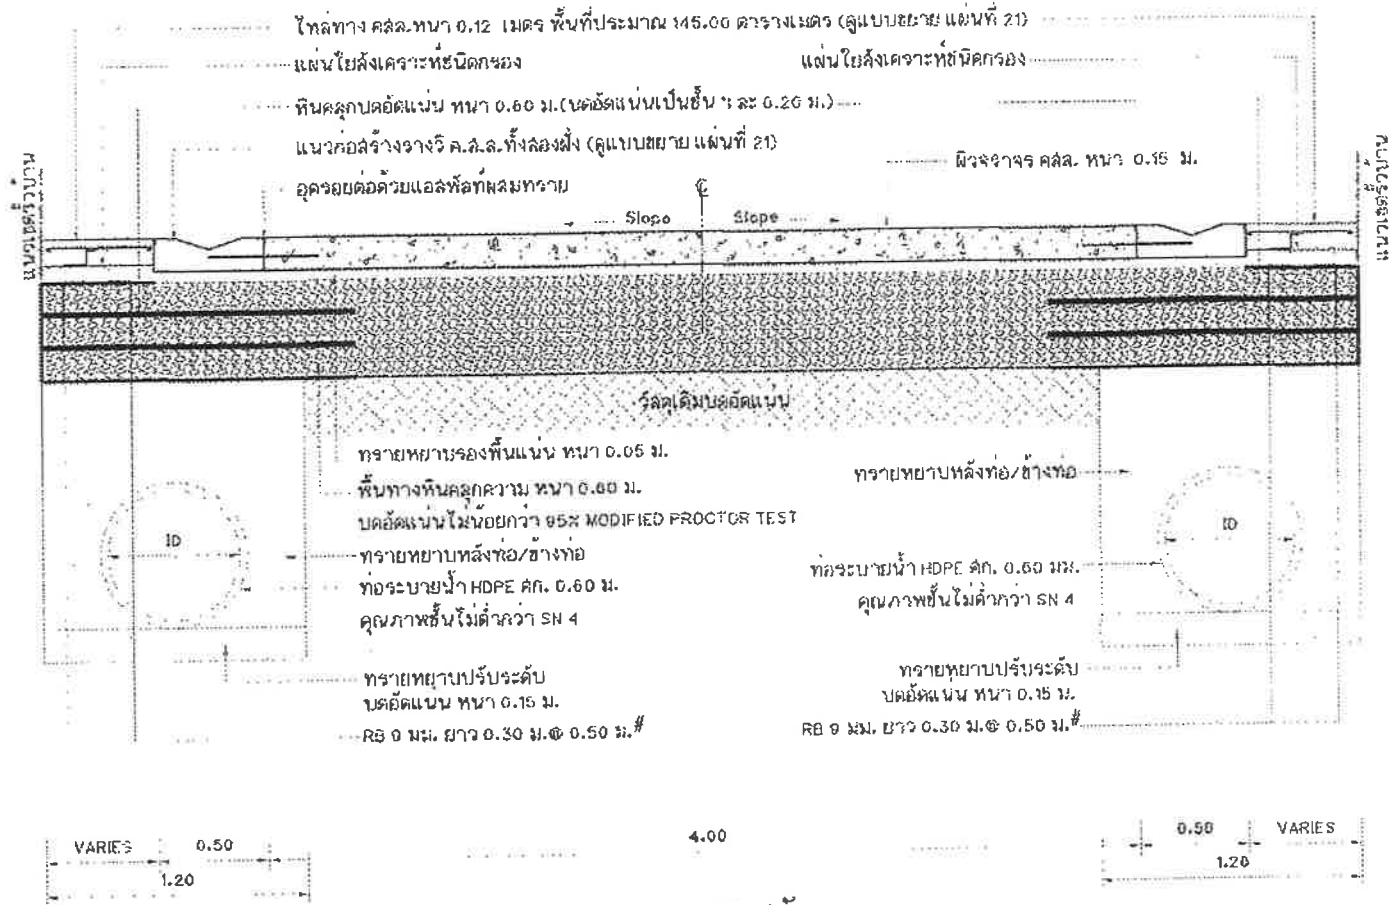 ไหล่ทาง คสล.หนา 0.12 เมตร พื้นที่ประมาณ 145.00 ตารางเมตร (ดูแบบขยาย แผ่นที่ 21)
แผ่นใยสังเคราะห์ชนิดกรอง
แผ่นใยสังเคราะห์ชนิดกรอง
หินคลุกบดอัดแน่น หนา 0.60 ม.(บดอัดแน่นเป็นชั้น ๆ ละ 0.20 ม.)
แนวก่อสร้างรางวี ค.ส.ล.ทั้งสองฝั่ง (ดูแบบขยาย แผ่นที่ 21)
ผิวจราจร คสล. หนา 0.15 ม.
อุดรอยต่อด้วยแอสฟัลท์ผสมทราย
แนวเขตรั้วบ้าน
Slope
Slope
วัสดุเดิมบดอัดแน่น
ทรายหยาบรองพื้นแน่น หนา 0.05 ม.
พื้นทางหินคลุกความ หนา 0.60 ม.
บดอัดแน่นไม่น้อยกว่า 95% MODIFIED PROCTOR TEST
ทรายหยาบหลังท่อ/ข้างท่อ
ท่อระบายน้ำ HDPE ศก. 0.60 ม.
คุณภาพชั้นไม่ต่ำกว่า SN 4
ID
ทรายหยาบปรับระดับ
บดอัดแน่น หนา 0.15 ม.
RB 9 มม. ยาว 0.30 ม.@ 0.50 ม.#
ทรายหยาบหลังท่อ/ข้างท่อ
ID
ท่อระบายน้ำ HDPE ศก. 0.60 มม.
คุณภาพชั้นไม่ต่ำกว่า SN 4
ทรายหยาบปรับระดับ
บดอัดแน่น หนา 0.15 ม.
RB 9 มม. ยาว 0.30 ม.@ 0.50 ม.#
VARIES
0.50
1.20
4.00
0.50
VARIES
1.20